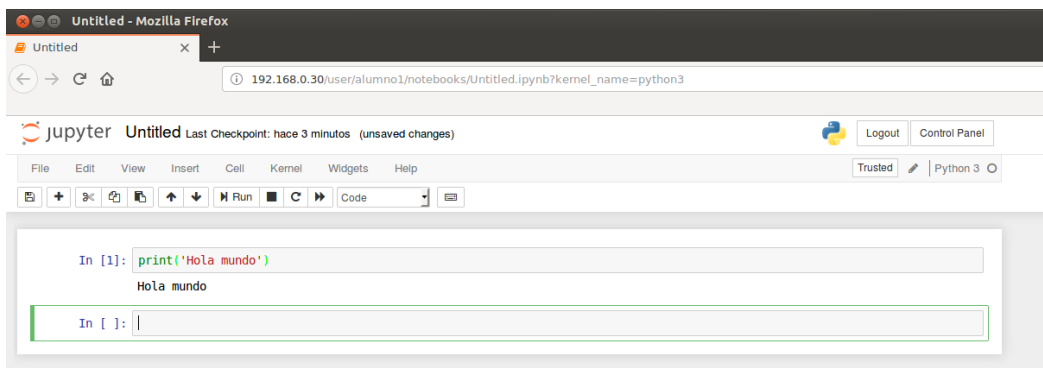 Untitled - Mozilla Firefox
Untitled
192.168.0.30/user/alumno1/notebooks/Untitled.ipynb?kernel_name=python3
jupyter Untitled Last Checkpoint: hace 3 minutos (unsaved changes) Logout Control Panel
File Edit View Insert Cell Kernel Widgets Help Trusted Python 3
Run Code
In [1]: print('Hola mundo')
Hola mundo
In [ ]: